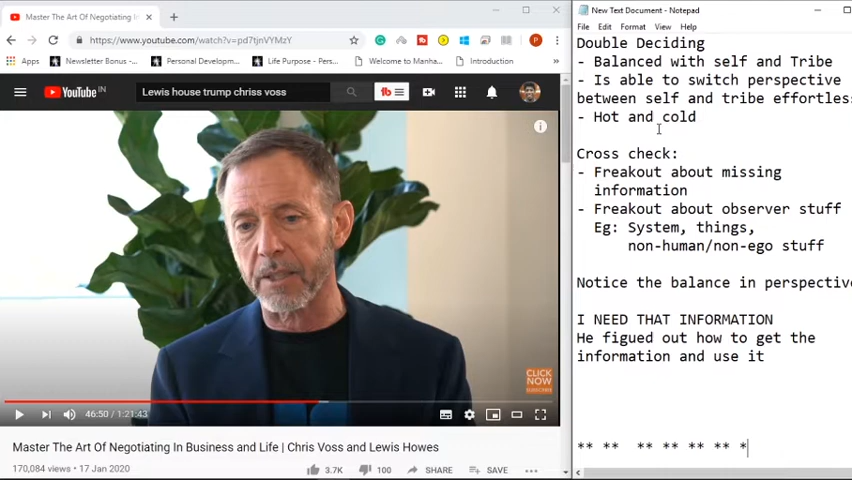 Master The Art Of Negotiating In
New Text Document - Notepad
File Edit Format View Help
https://www.youtube.com/watch?v=pd7tjnVYMzY
Apps Newsletter Bonus -... Personal Developm... Life Purpose - Pers... Welcome to Manha... Introduction
YouTube IN
Lewis house trump chriss voss
CLICK
NOW
46:50 / 1:21:43
Master The Art Of Negotiating In Business and Life | Chris Voss and Lewis Howes
170,084 views • 17 Jan 2020
3.7K 100 SHARE SAVE
Double Deciding
- Balanced with self and Tribe
- Is able to switch perspective
between self and tribe effortles
- Hot and cold
Cross check:
- Freakout about missing
information
- Freakout about observer stuff
Eg: System, things,
non-human/non-ego stuff
Notice the balance in perspective
I NEED THAT INFORMATION
He figued out how to get the
information and use it
** ** ** ** ** ** *